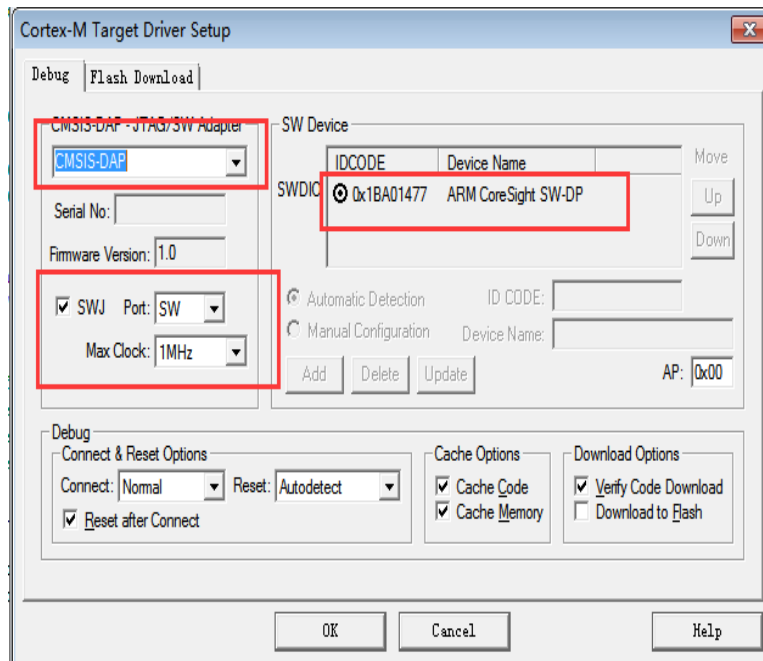 Cortex-M Target Driver Setup
Debug
Flash Download
CMSIS-DAP - JTAG/SW Adapter
CMSIS-DAP
Serial No:
Firmware Version: 1.0
SWJ Port: SW
Max Clock: 1MHz
SW Device
IDCODE Device Name
SWDIO 0x1BA01477 ARM CoreSight SW-DP
Move
Up
Down
Automatic Detection ID CODE:
Manual Configuration Device Name:
Add Delete Update AP: 0x00
Debug
Connect & Reset Options
Connect: Normal Reset: Autodetect
Reset after Connect
Cache Options
Cache Code
Cache Memory
Download Options
Verify Code Download
Download to Flash
OK Cancel Help